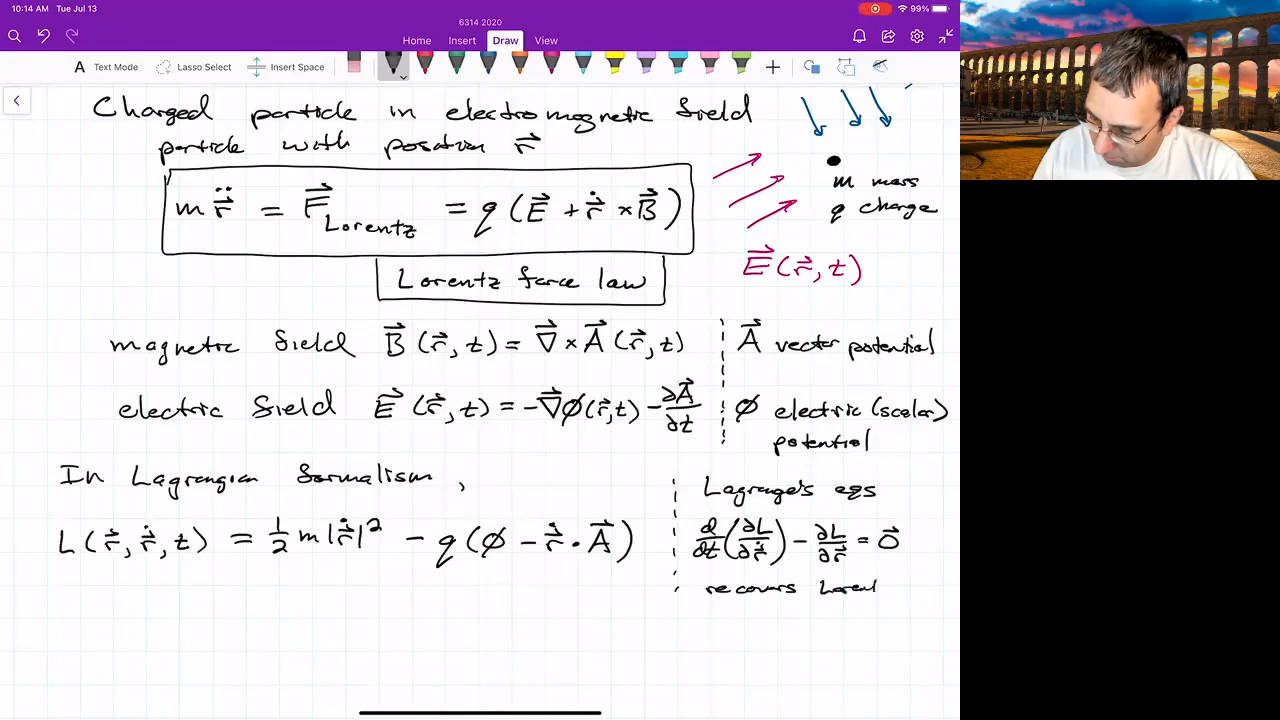 10:14 AM Tue Jul 13
99%
6314 2020
Home Insert Draw View
A Text Mode Lasso Select Insert Space
Charged particle in electromagnetic field
particle with position r⃗
m r⃗̈ = F⃗_Lorentz = q (E⃗ + r⃗̇ × B⃗)
m mass
q charge
E⃗(r⃗, t)
Lorentz force law
magnetic field B⃗ (r⃗, t) = ∇⃗ × A⃗ (r⃗, t)
A⃗ vector potential
electric field E⃗ (r⃗, t) = -∇⃗φ(r⃗, t) - ∂A⃗/∂t
φ electric (scalar)
potential
In Lagrangian formalism,
L(r⃗, r⃗̇, t) = 1/2 m |r⃗̇|² - q (φ - r⃗̇ · A⃗)
Lagrange's eqs
d/dt (∂L/∂r⃗̇) - ∂L/∂r⃗ = 0⃗
recovers Loren